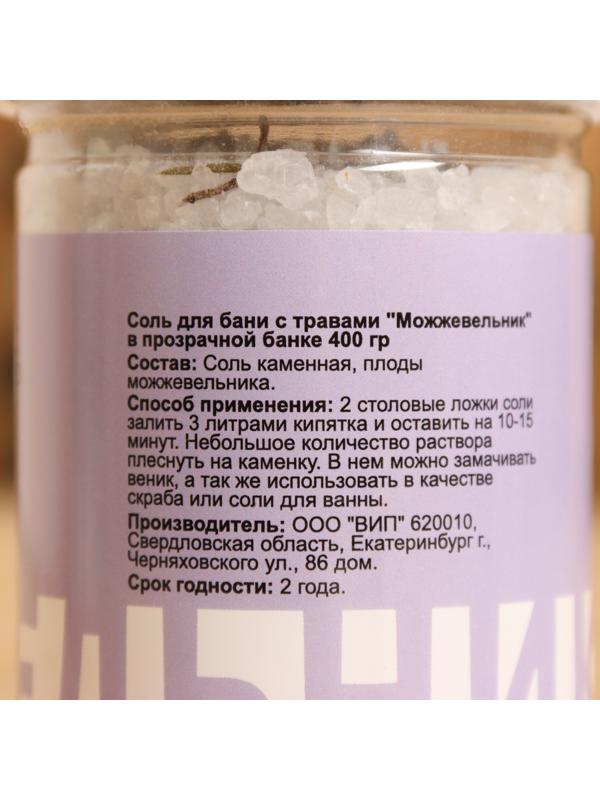 Соль для бани с травами "Можжевельник"
в прозрачной банке 400 гр
Состав: Соль каменная, плоды
можжевельника.
Способ применения: 2 столовые ложки соли
залить 3 литрами кипятка и оставить на 10-15
минут. Небольшое количество раствора
плеснуть на каменку. В нем можно замачивать
веник, а так же использовать в качестве
скраба или соли для ванны.
Производитель: ООО "ВИП" 620010,
Свердловская область, Екатеринбург г.,
Черняховского ул., 86 дом.
Срок годности: 2 года.